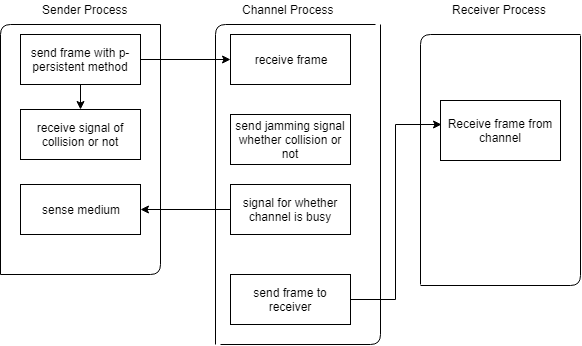 Sender Process
Channel Process
Receiver Process
send frame with p-
persistent method
receive frame
receive signal of
collision or not
send jamming signal
whether collision or
not
Receive frame from
channel
sense medium
signal for whether
channel is busy
send frame to
receiver